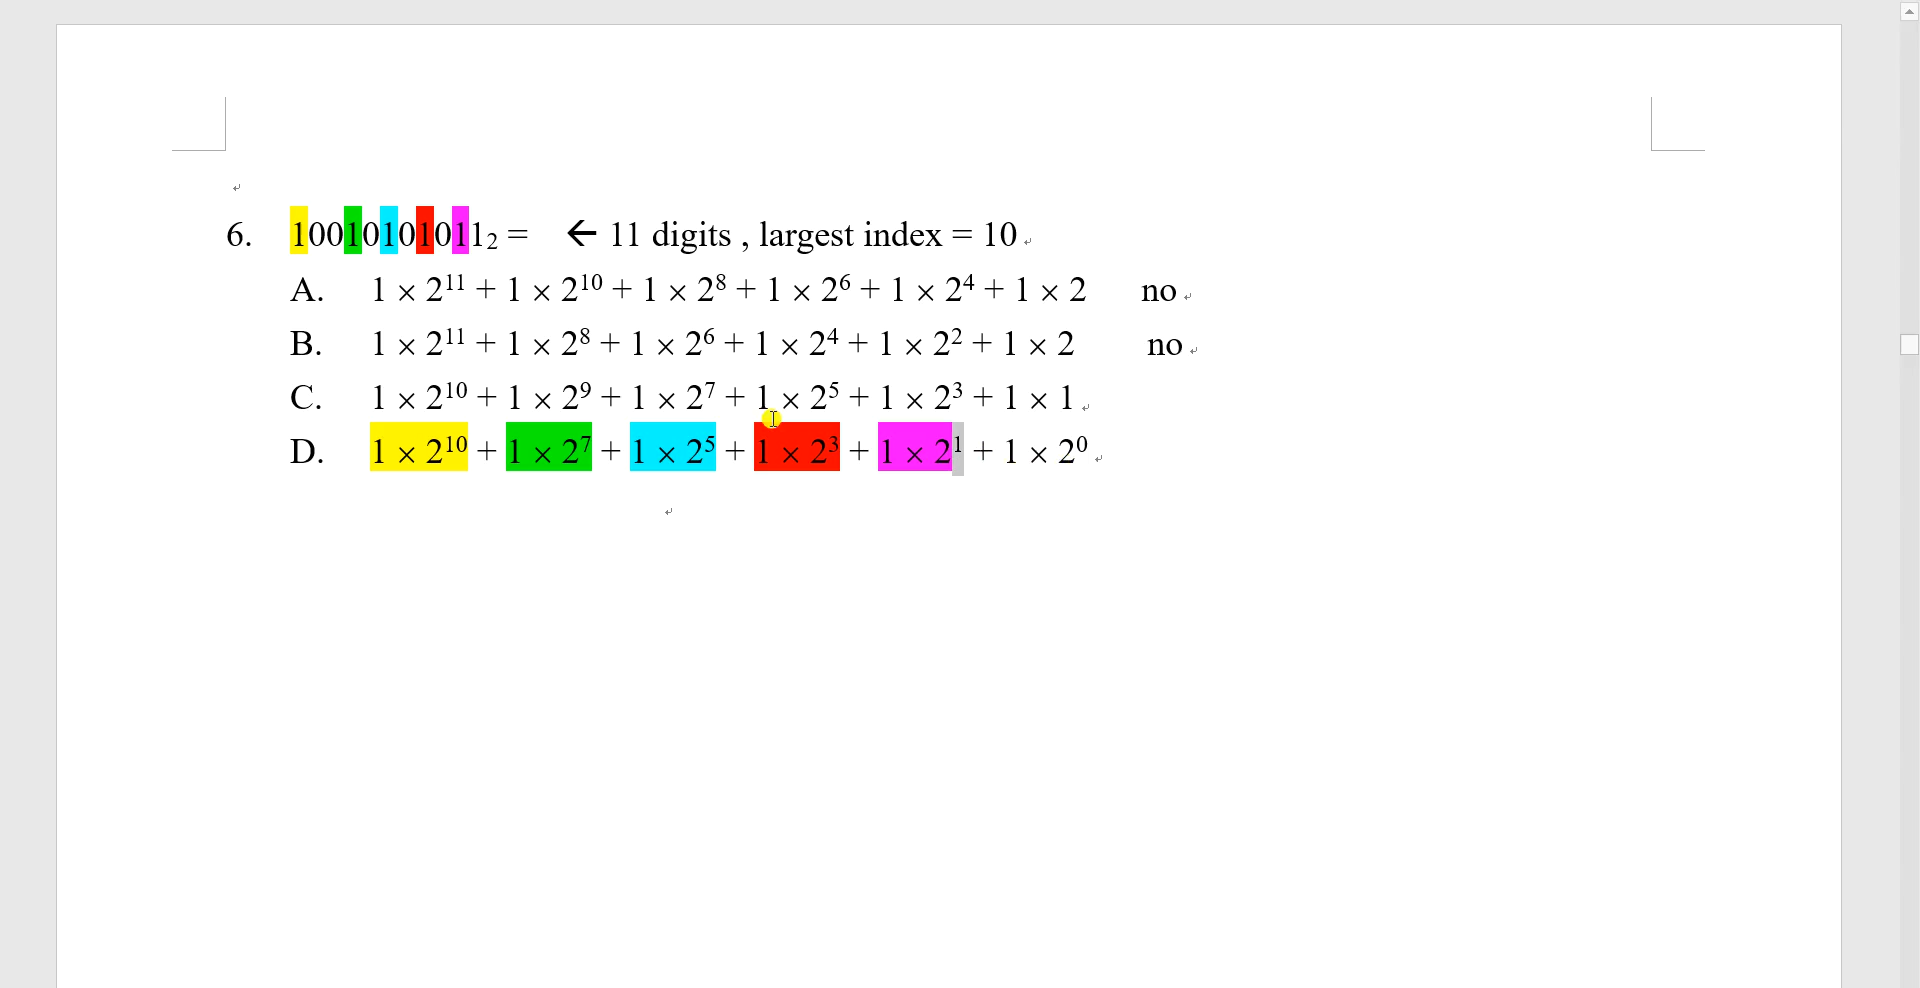 6. 10010101011₂ = ← 11 digits , largest index = 10
A. 1 × 2¹¹ + 1 × 2¹⁰ + 1 × 2⁸ + 1 × 2⁶ + 1 × 2⁴ + 1 × 2 no
B. 1 × 2¹¹ + 1 × 2⁸ + 1 × 2⁶ + 1 × 2⁴ + 1 × 2² + 1 × 2 no
C. 1 × 2¹⁰ + 1 × 2⁹ + 1 × 2⁷ + 1 × 2⁵ + 1 × 2³ + 1 × 1
D. 1 × 2¹⁰ + 1 × 2⁷ + 1 × 2⁵ + 1 × 2³ + 1 × 2¹ + 1 × 2⁰